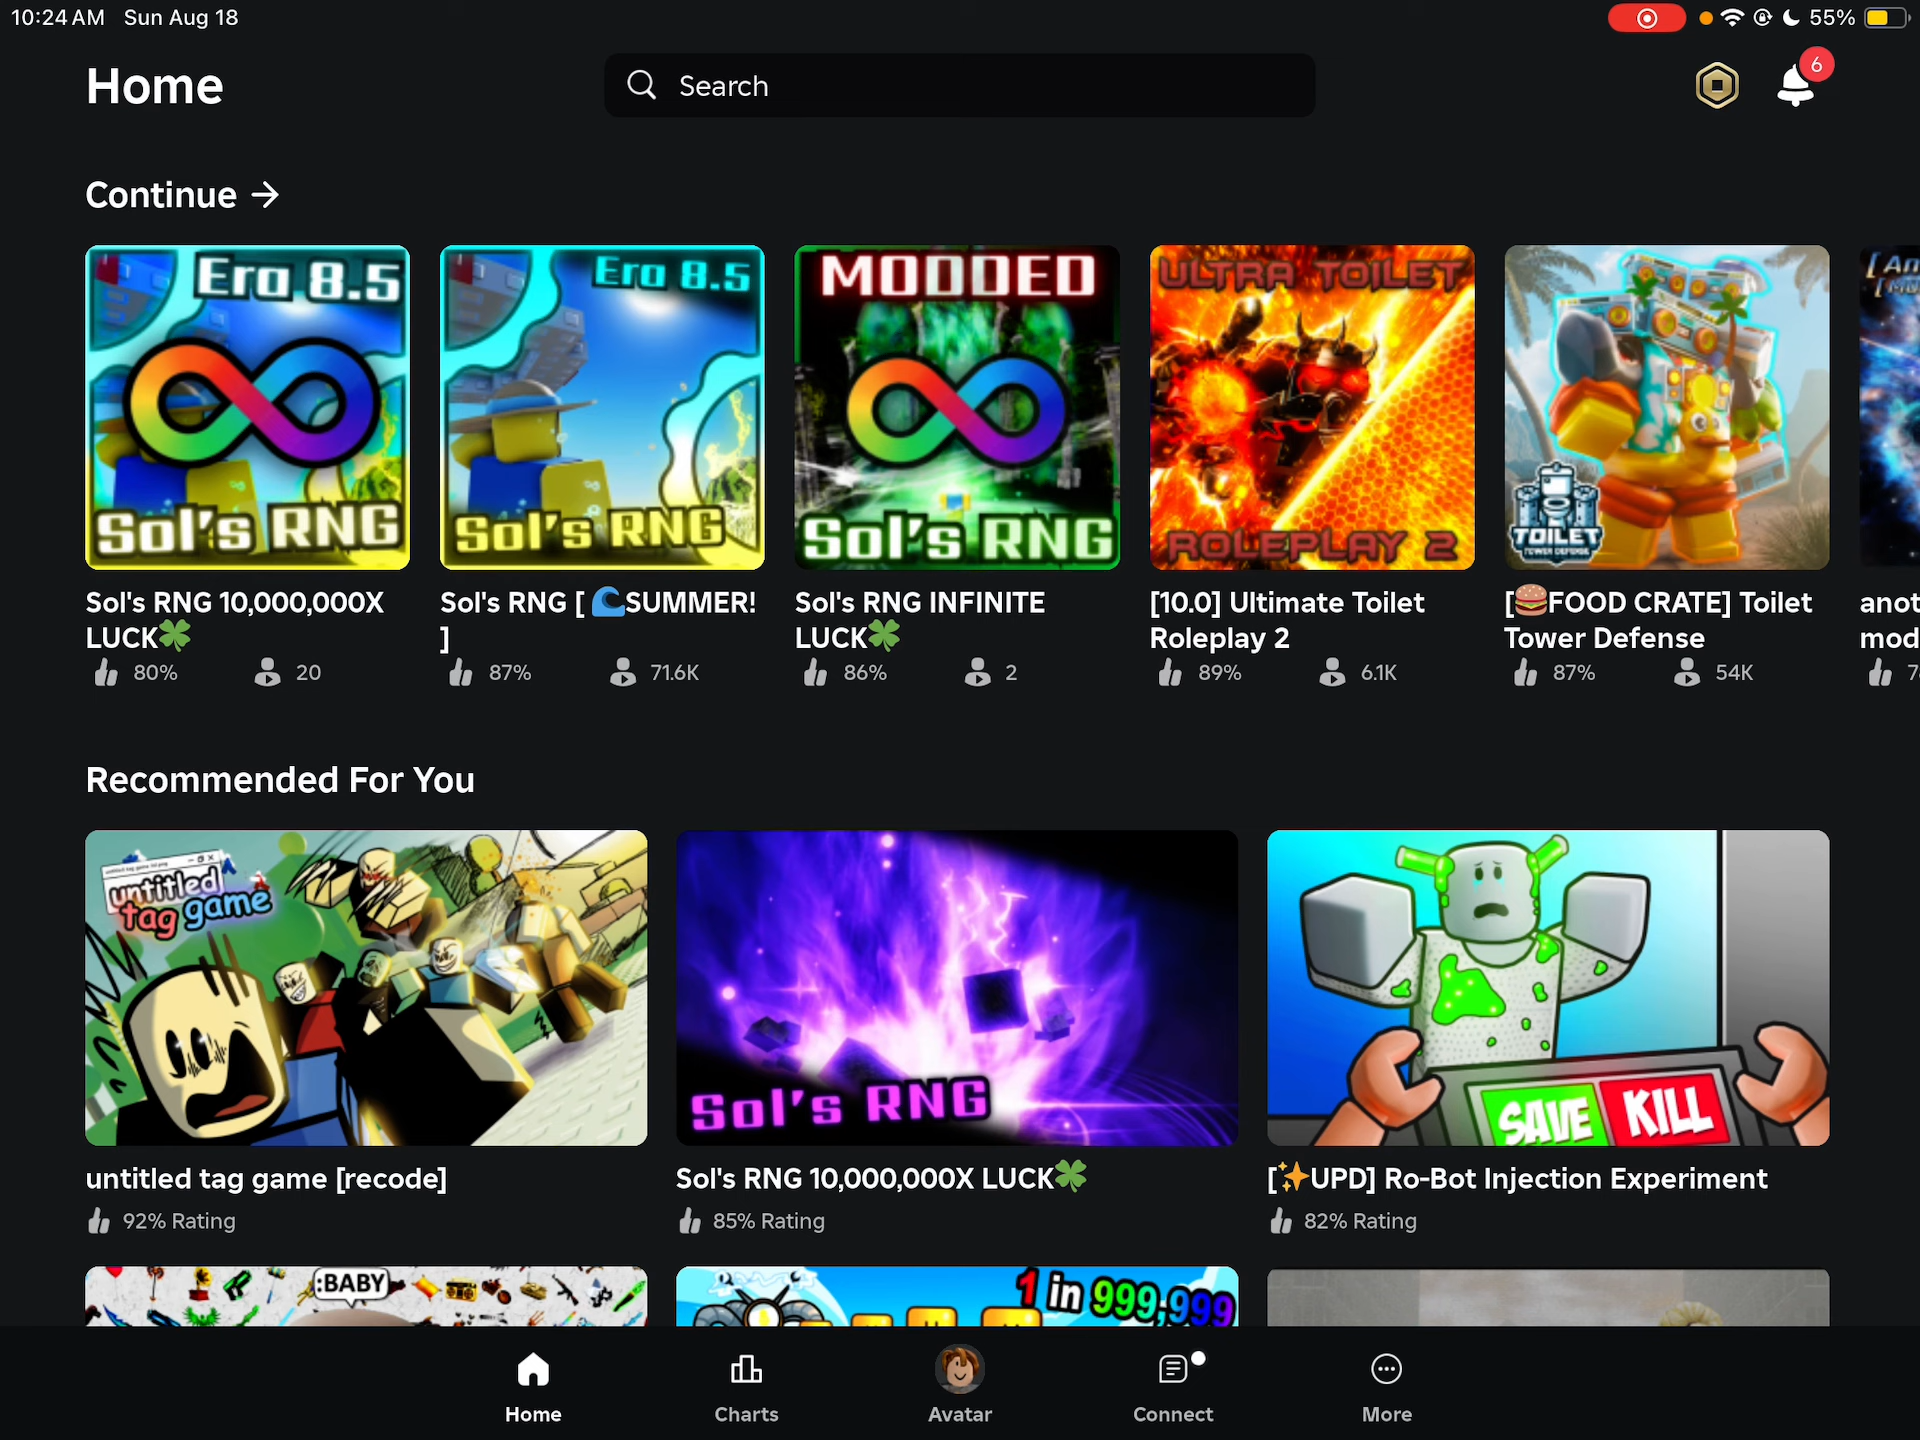 10:24 AM Sun Aug 18
55%
Home
Search
6
Continue →
Era 8.5
Sol's RNG
Era 8.5
Sol's RNG
MODDED
Sol's RNG
ULTRA TOILET
ROLEPLAY 2
TOILET
TOWER DEFENSE
Sol's RNG 10,000,000X
LUCK🍀
80% 20
Sol's RNG [🌊SUMMER!
]
87% 71.6K
Sol's RNG INFINITE
LUCK🍀
86% 2
[10.0] Ultimate Toilet
Roleplay 2
89% 6.1K
[🍔FOOD CRATE] Toilet
Tower Defense
87% 54K
anot
mod
Recommended For You
untitled
tag game
Sol's RNG
SAVE KILL
untitled tag game [recode]
92% Rating
Sol's RNG 10,000,000X LUCK🍀
85% Rating
[✨UPD] Ro-Bot Injection Experiment
82% Rating
:BABY
1 in 999,999
Home
Charts
Avatar
Connect
More